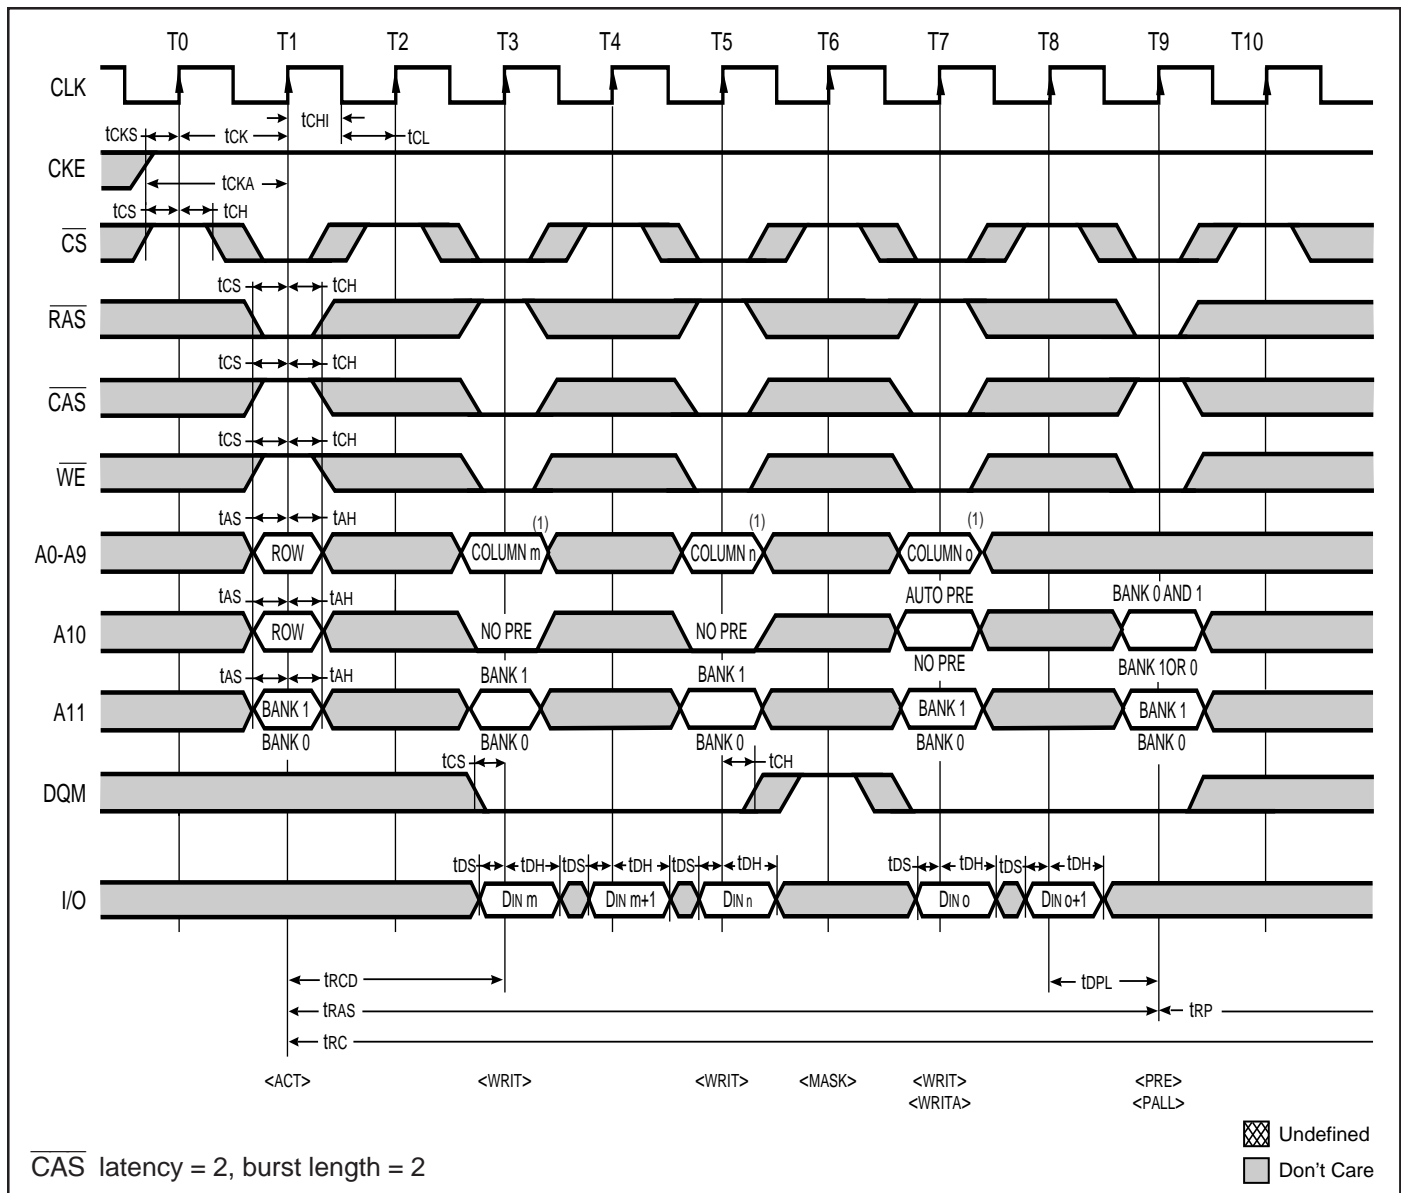 T0 T1 T2 T3 T4 T5 T6 T7 T8 T9 T10
CLK
tCHI
tCKS tCK tCL
CKE
tCKA
tCS tCH
CS
tCS tCH
RAS
tCS tCH
CAS
tCS tCH
WE
tAS tAH (1) (1) (1)
A0-A9 ROW COLUMN m COLUMN n COLUMN o
tAS tAH AUTO PRE BANK 0 AND 1
A10 ROW NO PRE NO PRE
NO PRE BANK 1OR 0
tAS tAH BANK 1 BANK 1
A11 BANK 1 BANK 1 BANK 1
BANK 0 BANK 0 BANK 0 BANK 0 BANK 0
tCS tCH
DQM
tDS tDH tDS tDH tDS tDH tDS tDH tDS tDH
I/O DIN m DIN m+1 DIN n DIN o DIN o+1
tRCD tDPL
tRAS tRP
tRC
<ACT> <WRIT> <WRIT> <MASK> <WRIT> <PRE>
<WRITA> <PALL>
Undefined
CAS latency = 2, burst length = 2
Don't Care